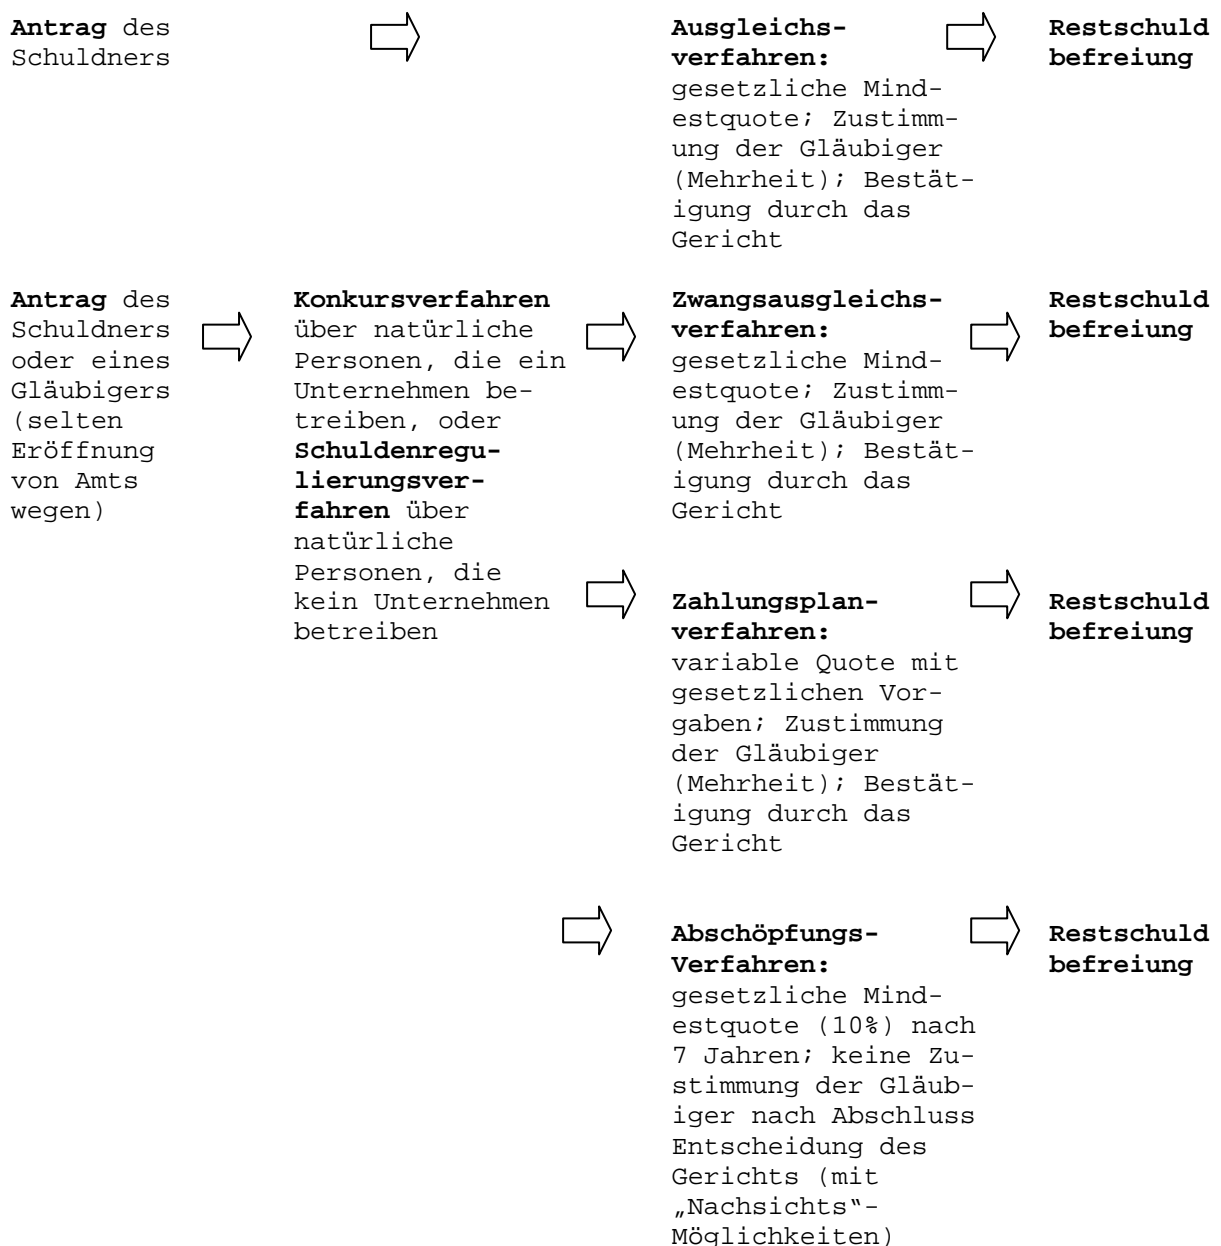 Antrag des
Schuldners
Ausgleichs-
verfahren:
gesetzliche Mind-
estquote; Zustimm-
ung der Gläubiger
(Mehrheit); Bestät-
igung durch das
Gericht
Restschuld
befreiung
Antrag des
Schuldners
oder eines
Gläubigers
(selten
Eröffnung
von Amts
wegen)
Konkursverfahren
über natürliche
Personen, die ein
Unternehmen be-
treiben, oder
Schuldenregu-
lierungsver-
fahren über
natürliche
Personen, die
kein Unternehmen
betreiben
Zwangsausgleichs-
verfahren:
gesetzliche Mind-
estquote; Zustimm-
ung der Gläubiger
(Mehrheit); Bestät-
igung durch das
Gericht
Restschuld
befreiung
Zahlungsplan-
verfahren:
variable Quote mit
gesetzlichen Vor-
gaben; Zustimmung
der Gläubiger
(Mehrheit); Bestät-
igung durch das
Gericht
Restschuld
befreiung
Abschöpfungs-
Verfahren:
gesetzliche Mind-
estquote (10%) nach
7 Jahren; keine Zu-
stimmung der Gläub-
iger nach Abschluss
Entscheidung des
Gerichts (mit
„Nachsichts“-
Möglichkeiten)
Restschuld
befreiung